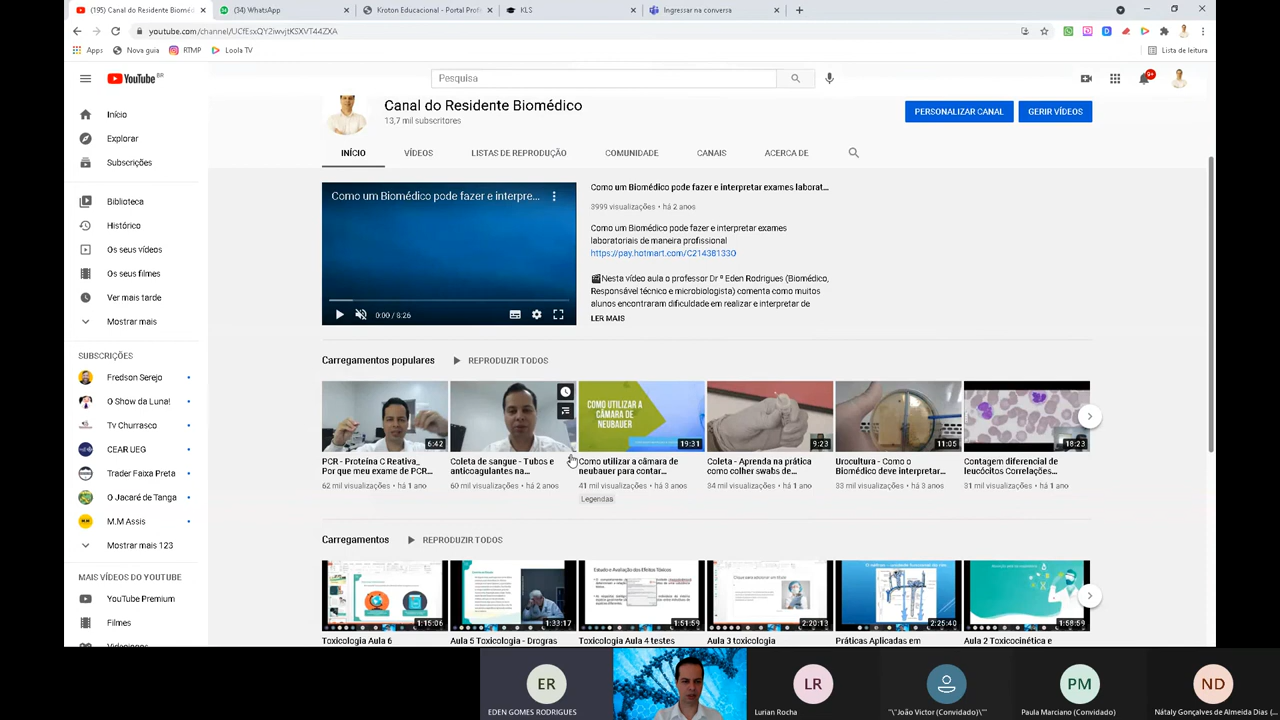 (195) Canal do Residente Bioméd
(14) WhatsApp
Kroton Educacional - Portal Prof
KLS
Ingressar na conversa
youtube.com/channel/UCfEsxQY2iwvjtKSXVT44ZXA
Apps
Nova guia
RTMP
Loola TV
Lista de leitura
YouTube BR
Pesquisa
9+
Início
Explorar
Subscrições
Biblioteca
Histórico
Os seus vídeos
Os seus filmes
Ver mais tarde
Mostrar mais
SUBSCRIÇÕES
Fredson Serejo
O Show da Luna!
Tv Churrasco
CEAR UEG
Trader Faixa Preta
O Jacaré de Tanga
M.M Assis
Mostrar mais 123
MAIS VÍDEOS DO YOUTUBE
YouTube Premium
Filmes
Canal do Residente Biomédico
13,7 mil subscritores
PERSONALIZAR CANAL
GERIR VÍDEOS
INÍCIO
VÍDEOS
LISTAS DE REPRODUÇÃO
COMUNIDADE
CANAIS
ACERCA DE
Como um Biomédico pode fazer e interpre...
0:00 / 8:26
Como um Biomédico pode fazer e interpretar exames laborat...
3999 visualizações • há 2 anos
Como um Biomédico pode fazer e interpretar exames
laboratoriais de maneira profissional
https://pay.hotmart.com/C21438133O
Nesta vídeo aula o professor Dr º Eden Rodrigues (Biomédico,
Responsável técnico e microbiologista) comenta como muitos
alunos encontraram dificuldade em realizar e interpretar de
LER MAIS
Carregamentos populares
REPRODUZIR TODOS
6:42
COMO UTILIZAR A
CÂMARA DE
NEUBAUER
19:31
9:23
11:05
18:23
PCR - Proteína C Reativa_
Por que meu exame de PCR...
62 mil visualizações • há 1 ano
Coleta de sangue - Tubos e
anticoagulantes na...
60 mil visualizações • há 2 anos
Como utilizar a câmara de
neubauer para contar...
41 mil visualizações • há 3 anos
Legendas
Coleta - Aprenda na prática
como colher swabs de...
34 mil visualizações • há 1 ano
Urocultura - Como o
Biomédico deve interpretar...
33 mil visualizações • há 3 anos
Contagem diferencial de
leucócitos Correlações...
31 mil visualizações • há 1 ano
Carregamentos
REPRODUZIR TODOS
1:15:06
1:33:17
Estudo e Avaliação dos Efeitos Tóxicos
1:51:59
Clique para adicionar um título
2:20:13
2:25:40
1:58:59
Toxicologia Aula 6
Aula 5 Toxicologia - Drogras
Toxicologia Aula 4 testes
Aula 3 toxicologia
Práticas Aplicadas em
Aula 2 Toxicocinética e
ER
EDEN GOMES RODRIGUES
LR
Lurian Rocha
"\"João Victor (Convidado)\""
PM
Paula Marciano (Convidado)
ND
Nátaly Gonçalves de Almeida Dias (...